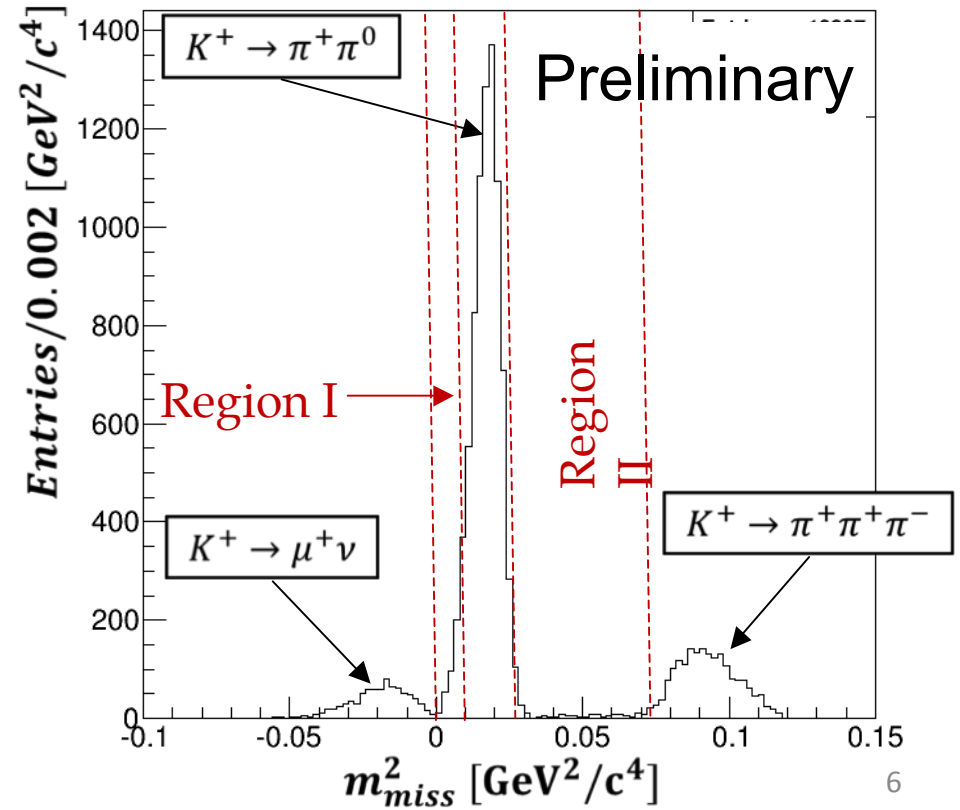 Entries/0.002 [GeV²/c⁴]
1400
1200
1000
800
600
400
200
0
K⁺ → π⁺π⁰
Preliminary
Region I
Region
II
K⁺ → μ⁺ν
K⁺ → π⁺π⁺π⁻
-0.1 -0.05 0 0.05 0.1 0.15
m²miss [GeV²/c⁴]
6